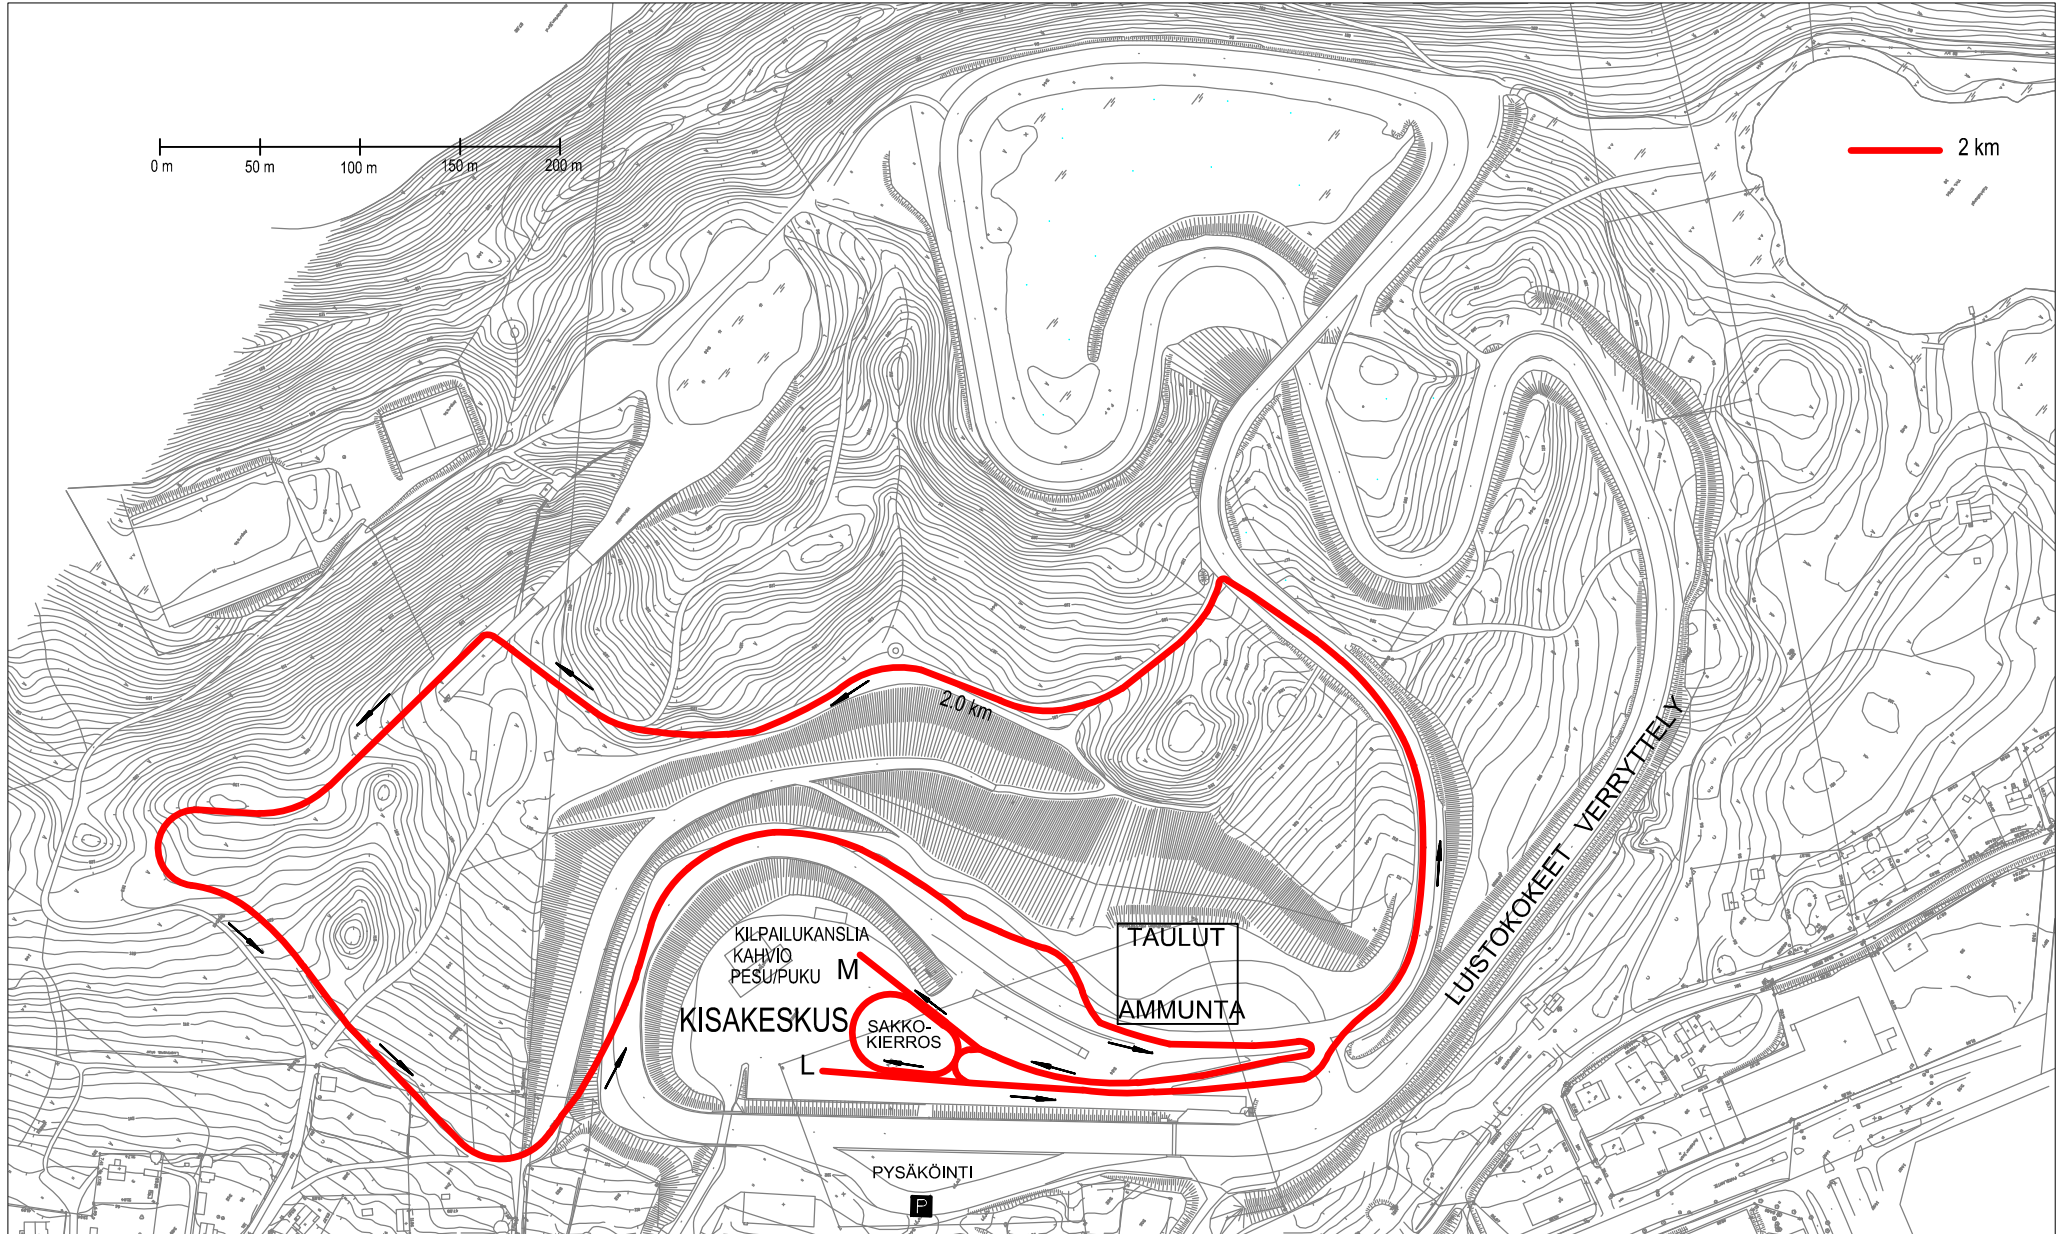 0 m
50 m
100 m
150 m
200 m
2 km
2.0 km
LUISTOKOKEET VERRYTTELY
KILPAILUKANSLIA
KAHVIO
PESU/PUKU
M
KISAKESKUS
SAKKO-
KIERROS
L
TAULUT
AMMUNTA
PYSÄKÖINTI
P